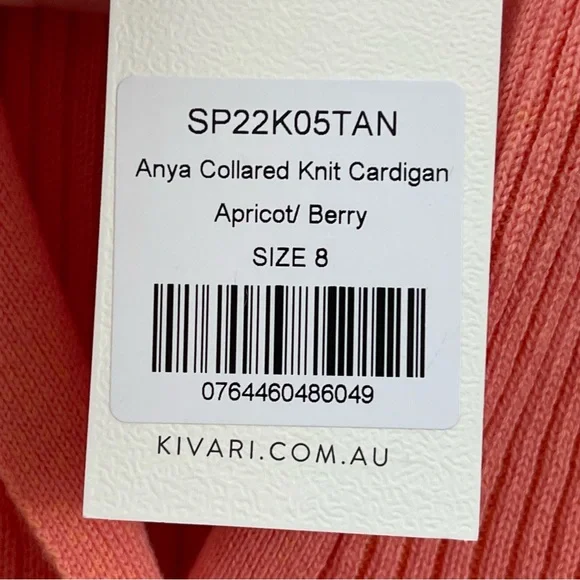 SP22K05TAN
Anya Collared Knit Cardigan
Apricot/ Berry
SIZE 8
0764460486049
KIVARI.COM.AU